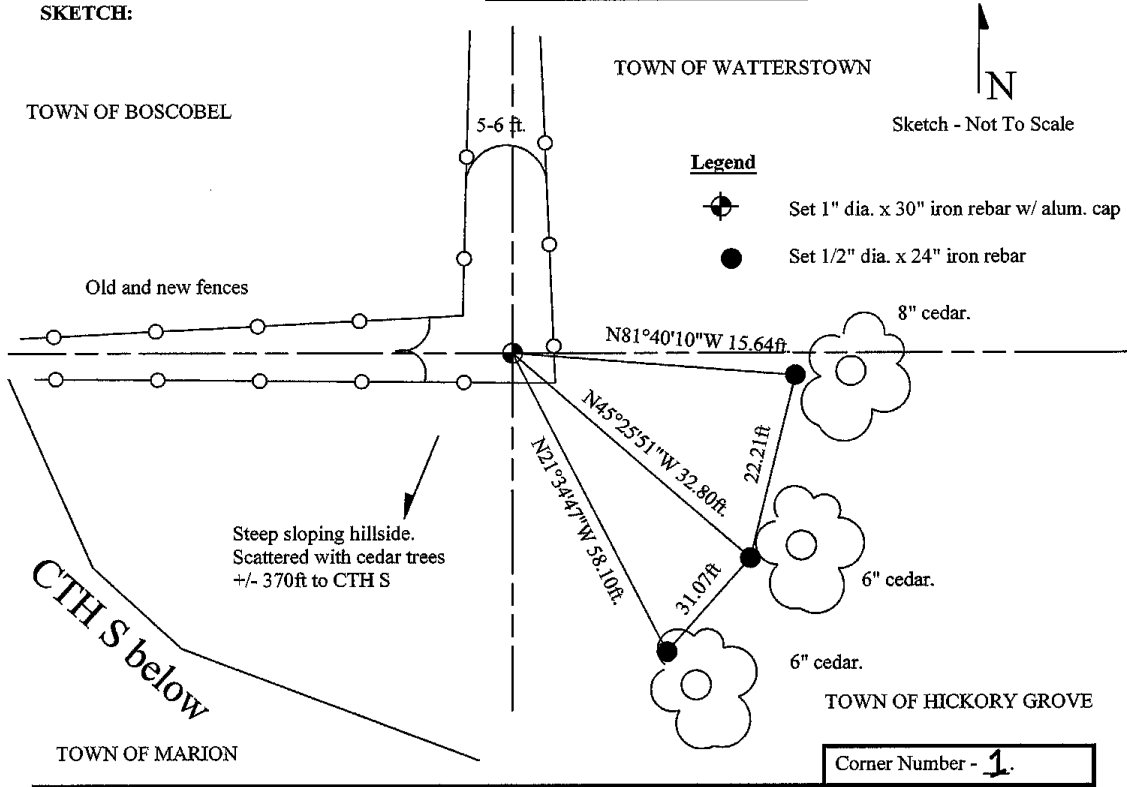 SKETCH:
TOWN OF WATTERSTOWN
N
TOWN OF BOSCOBEL
5-6 ft.
Sketch - Not To Scale
Legend
Set 1" dia. x 30" iron rebar w/ alum. cap
Set 1/2" dia. x 24" iron rebar
Old and new fences
8" cedar.
N81°40'10"W 15.64ft.
N45°25'51"W 32.80ft.
22.21ft
N21°34'47"W 58.10ft.
Steep sloping hillside.
Scattered with cedar trees
+/- 370ft to CTH S
31.07ft
6" cedar.
CTH S below
6" cedar.
TOWN OF HICKORY GROVE
TOWN OF MARION
Corner Number - 1.